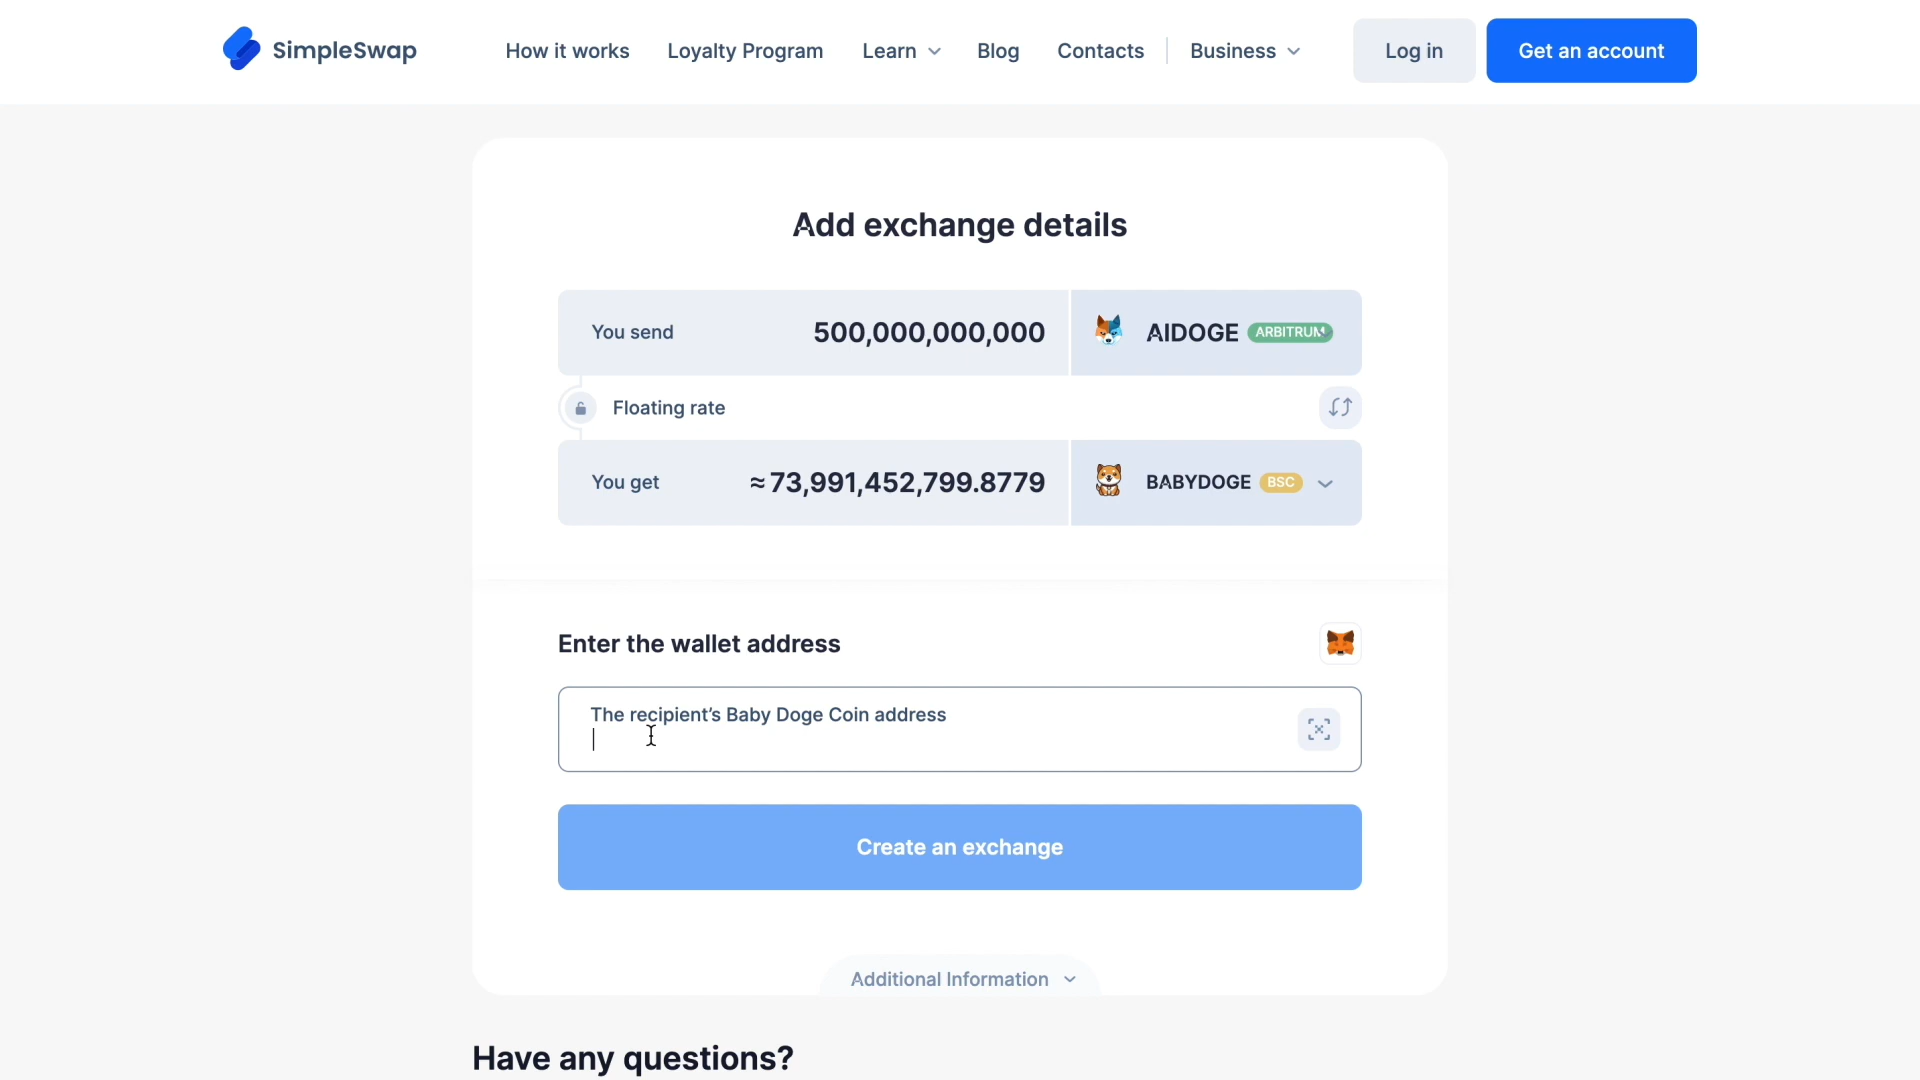 SimpleSwap
How it works
Loyalty Program
Learn
Blog
Contacts
Business
Log in
Get an account
Add exchange details
You send
500,000,000,000
AIDOGE
ARBITRUM
Floating rate
You get
≈ 73,991,452,799.8779
BABYDOGE
BSC
Enter the wallet address
The recipient’s Baby Doge Coin address
Create an exchange
Additional Information
Have any questions?